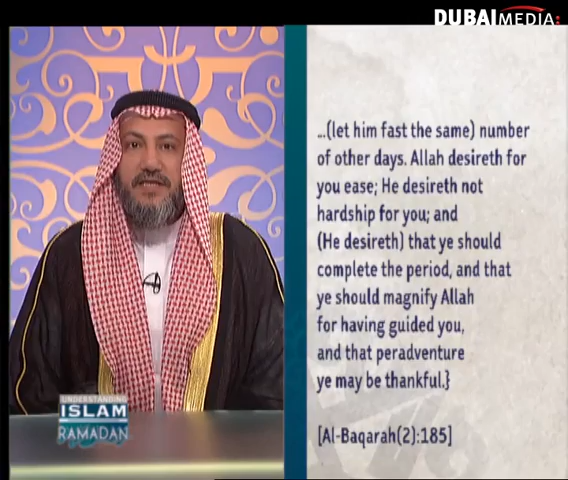 DUBAI MEDIA
...(let him fast the same) number
of other days. Allah desireth for
you ease; He desireth not
hardship for you; and
(He desireth) that ye should
complete the period, and that
ye should magnify Allah
for having guided you,
and that peradventure
ye may be thankful.}
[Al-Baqarah(2):185]
UNDERSTANDING
ISLAM
RAMADAN